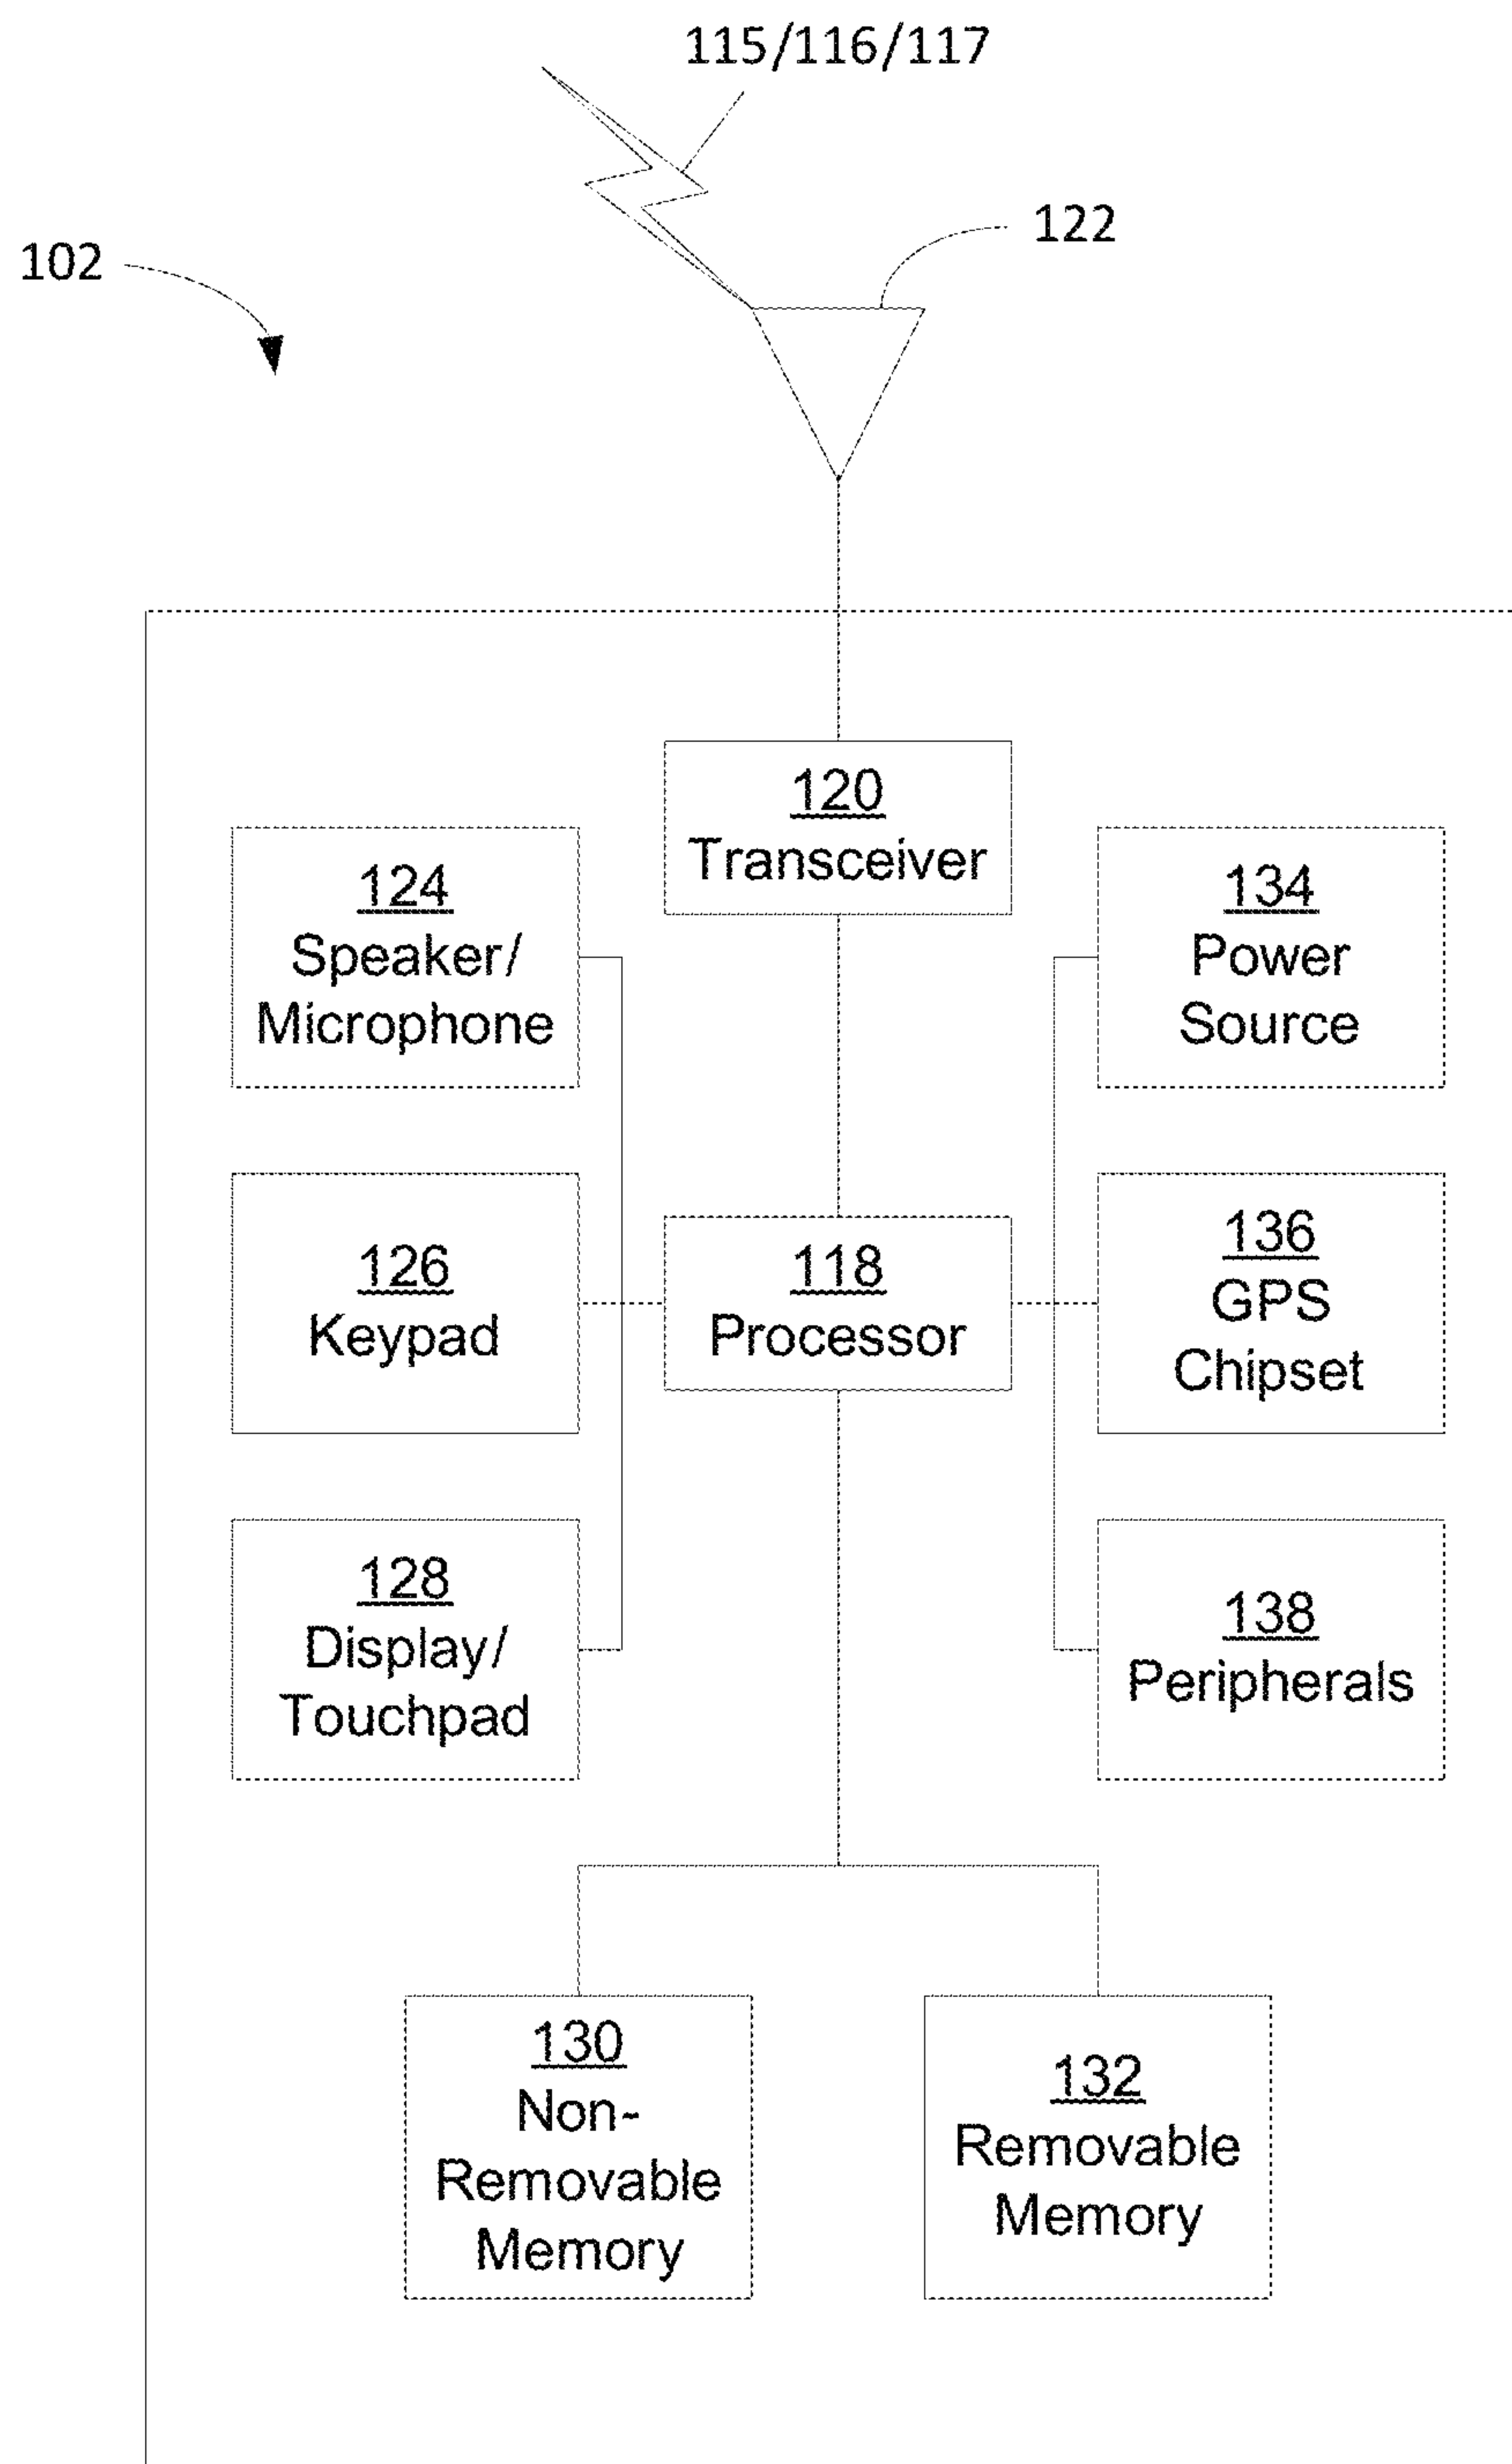 115/116/117
122
102
120
Transceiver
124
Speaker/
Microphone
134
Power
Source
126
Keypad
118
Processor
136
GPS
Chipset
128
Display/
Touchpad
138
Peripherals
130
Non-
Removable
Memory
132
Removable
Memory